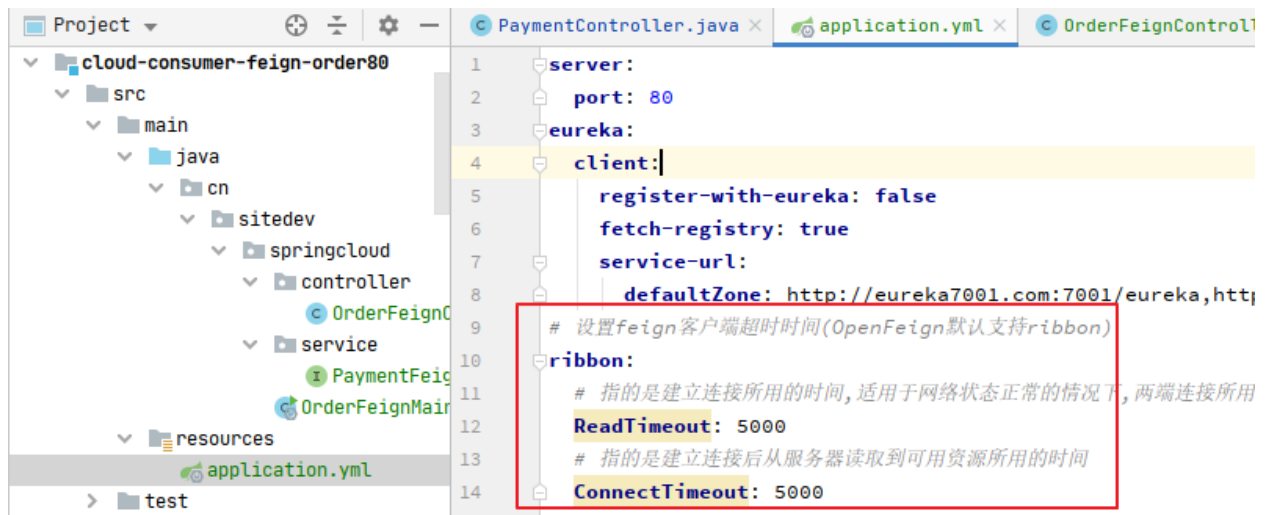 Project
cloud-consumer-feign-order80
src
main
java
cn
sitedev
springcloud
controller
OrderFeignC
service
PaymentFeig
OrderFeignMain
resources
application.yml
test
PaymentController.java
application.yml
OrderFeignControll
1 server:
2 port: 80
3 eureka:
4 client:
5 register-with-eureka: false
6 fetch-registry: true
7 service-url:
8 defaultZone: http://eureka7001.com:7001/eureka,http
9 # 设置feign客户端超时时间(OpenFeign默认支持ribbon)
10 ribbon:
11 # 指的是建立连接所用的时间,适用于网络状态正常的情况下,两端连接所用
12 ReadTimeout: 5000
13 # 指的是建立连接后从服务器读取到可用资源所用的时间
14 ConnectTimeout: 5000